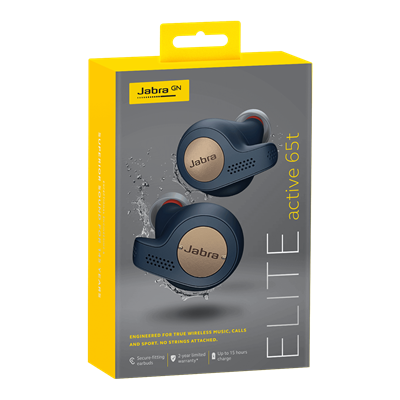 Jabra GN
Jabra
Jabra
ELITE
active 65t
ENGINEERED FOR TRUE WIRELESS MUSIC, CALLS
AND SPORT. NO STRINGS ATTACHED.
Secure-fitting
earbuds
2 year limited
warranty*
Up to 15 hours
charge